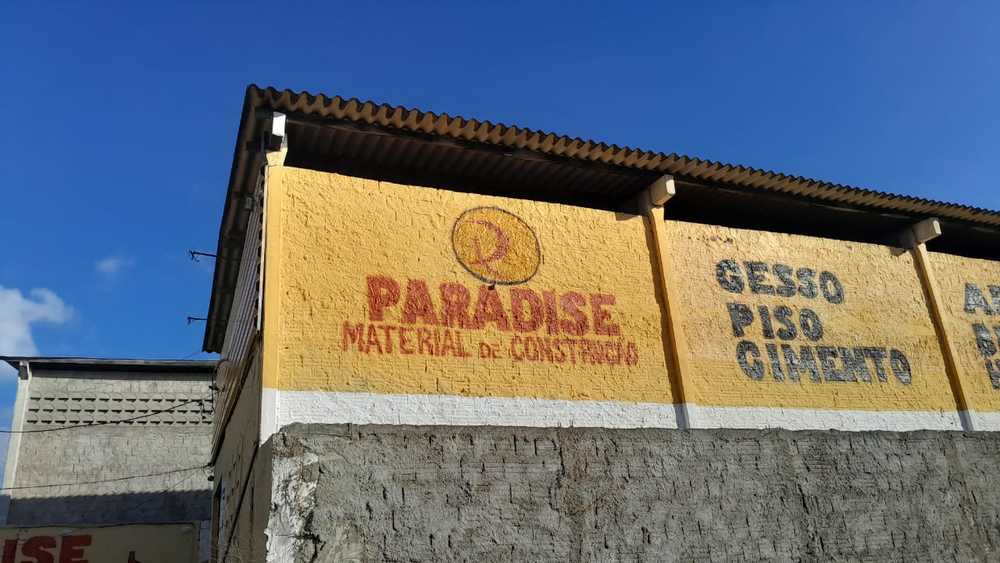 PARADISE
MATERIAL DE CONSTRUÇÃO
GESSO
PISO
CIMENTO
ISE